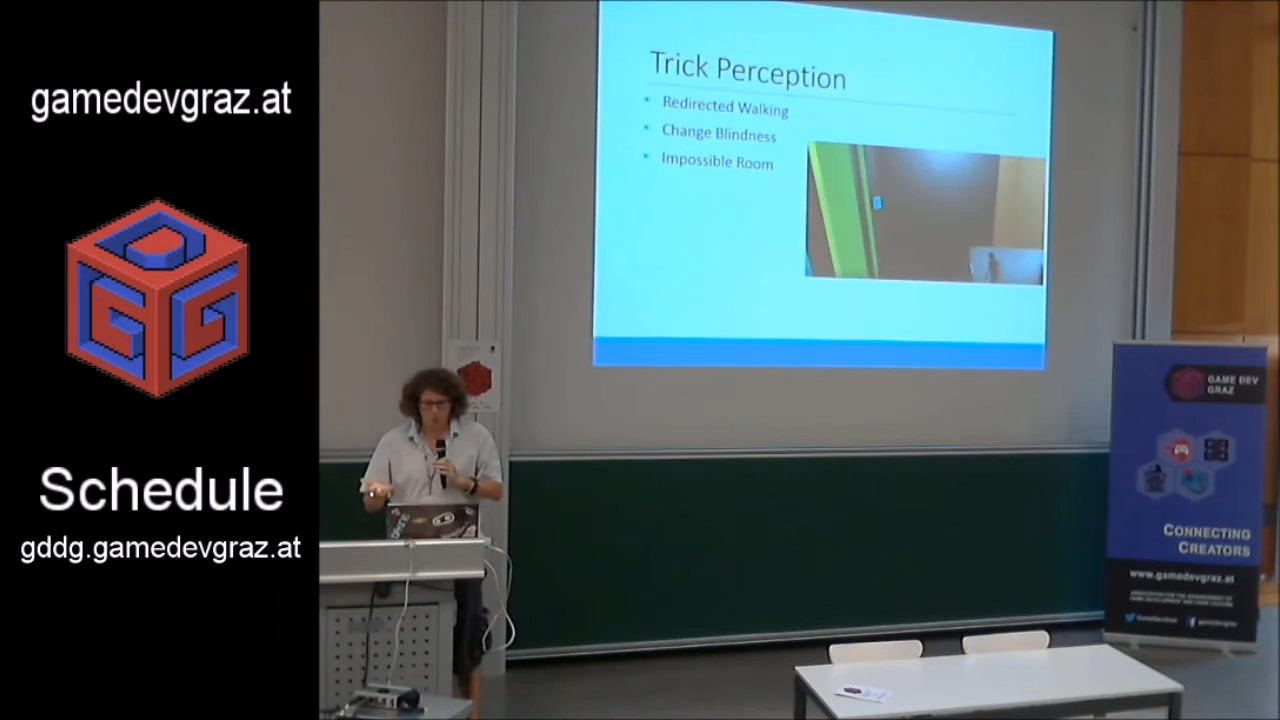 gamedevgraz.at
Schedule
gddg.gamedevgraz.at
Trick Perception
Redirected Walking
Change Blindness
Impossible Room
GAME DEV
GRAZ
CONNECTING
CREATORS
www.gamedevgraz.at